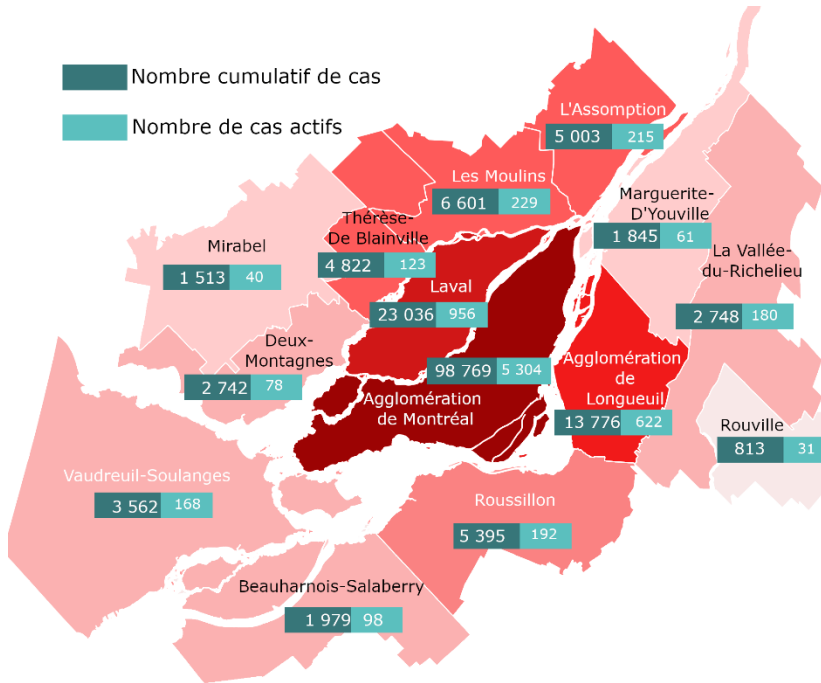 Nombre cumulatif de cas
Nombre de cas actifs
L'Assomption
5 003 215
Les Moulins
6 601 229
Marguerite-
D'Youville
1 845 61
Thérèse-
De Blainville
4 822 123
Mirabel
1 513 40
La Vallée-
du-Richelieu
2 748 180
Laval
23 036 956
Deux-
Montagnes
2 742 78
98 769 5 304
Agglomération
de Montréal
Agglomération
de
Longueuil
13 776 622
Rouville
813 31
Vaudreuil-Soulanges
3 562 168
Roussillon
5 395 192
Beauharnois-Salaberry
1 979 98